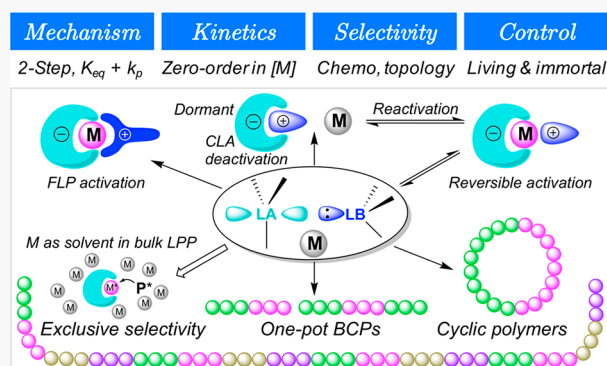 Mechanism
Kinetics
Selectivity
Control
2-Step, Keq + kp
Zero-order in [M]
Chemo, topology
Living & immortal
Dormant
⊖
⊕
M
Reactivation
⊖ M ⊕
CLA
deactivation
⊖ M ⊕
FLP activation
Reversible activation
LA
LB
M
M as solvent in bulk LPP
M
M
M
M
M
M
M
M
M
M* P*
Exclusive selectivity
One-pot BCPs
Cyclic polymers